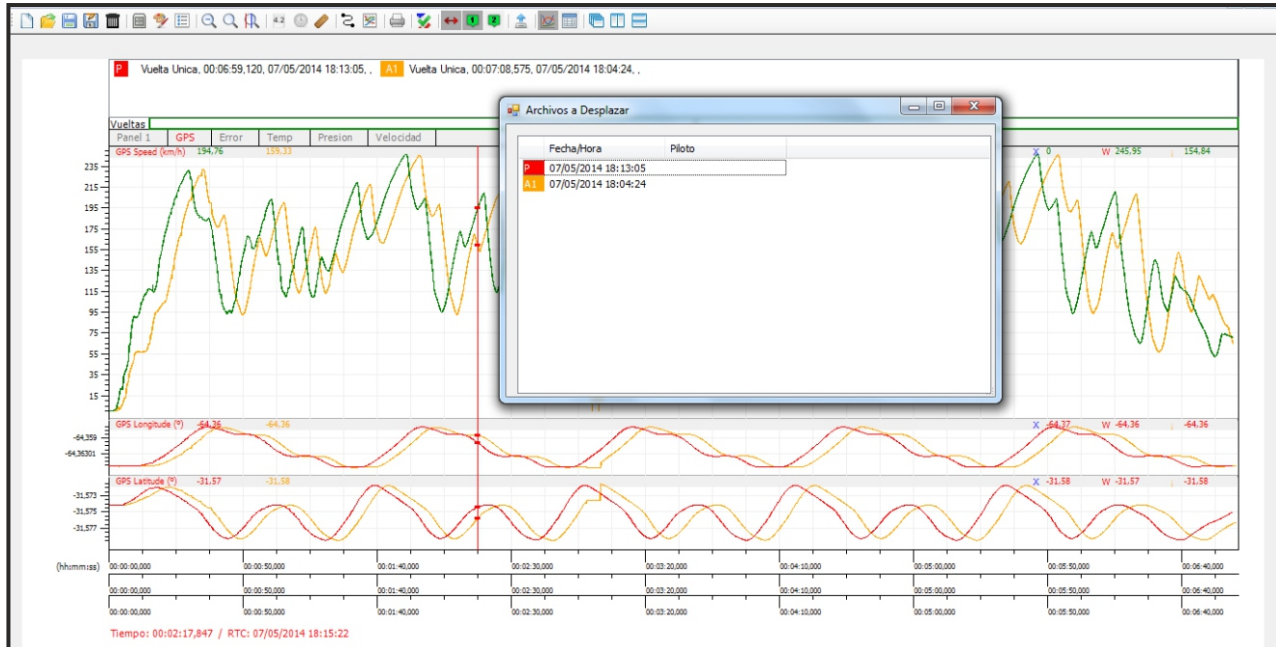 4.2
1
2
P Vuelta Unica, 00:06:59,120, 07/05/2014 18:13:05, , A1 Vuelta Unica, 00:07:08,575, 07/05/2014 18:04:24, ,
Vueltas
Panel 1 GPS Error Temp Presion Velocidad
GPS Speed (km/h) 194,76 159,33 X 0 W 245,95 ↓ 154,84
235
215
195
175
155
135
115
95
75
55
35
15
Archivos a Desplazar
Fecha/Hora Piloto
P 07/05/2014 18:13:05
A1 07/05/2014 18:04:24
GPS Longitude (º) -64,36 -64,36 X -64,37 W -64,36 ↓ -64,36
-64,359
-64,36301
GPS Latitude (º) -31,57 -31,58 X -31,58 W -31,57 ↓ -31,58
-31,573
-31,575
-31,577
(hh:mm:ss) 00:00:00,000 00:00:50,000 00:01:40,000 00:02:30,000 00:03:20,000 00:04:10,000 00:05:00,000 00:05:50,000 00:06:40,000
00:00:00,000 00:00:50,000 00:01:40,000 00:02:30,000 00:03:20,000 00:04:10,000 00:05:00,000 00:05:50,000 00:06:40,000
00:00:00,000 00:00:50,000 00:01:40,000 00:02:30,000 00:03:20,000 00:04:10,000 00:05:00,000 00:05:50,000 00:06:40,000
Tiempo: 00:02:17,847 / RTC: 07/05/2014 18:15:22